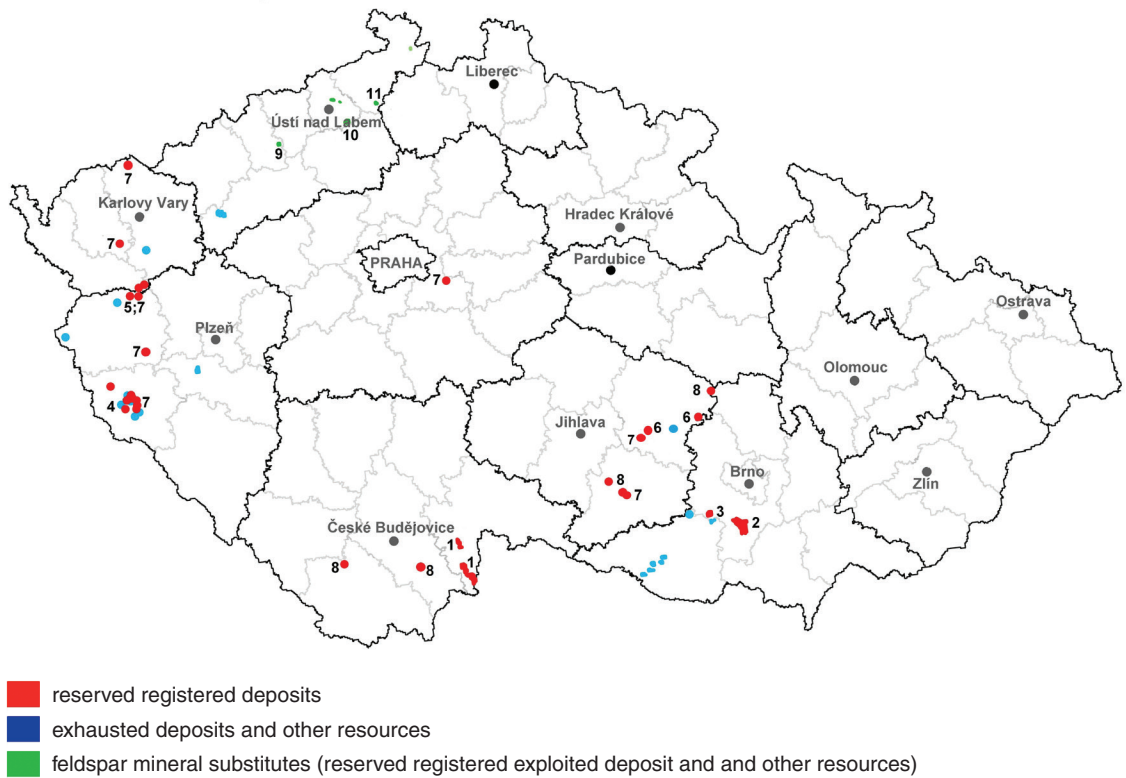 Liberec
11
Ústí nad Labem
10
9
7
Karlovy Vary
Hradec Králové
7
PRAHA
Pardubice
7
5;7
Ostrava
Plzeň
7
Olomouc
8
4
7
6
6
Jihlava
7
Brno
8
Zlín
7
3
2
České Budějovice
1
1
8
8
reserved registered deposits
exhausted deposits and other resources
feldspar mineral substitutes (reserved registered exploited deposit and and other resources)